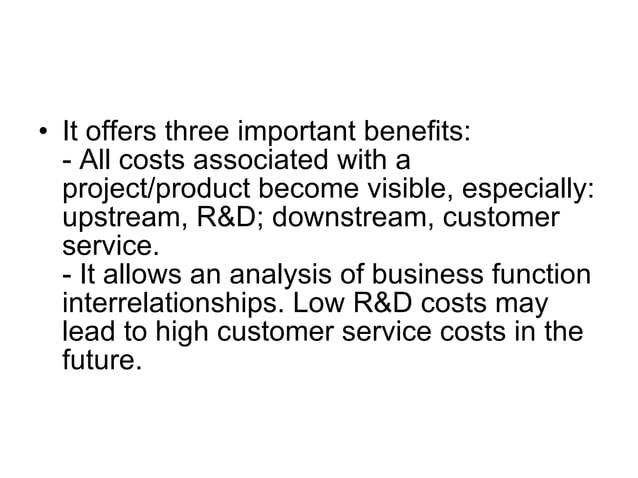 • It offers three important benefits:
- All costs associated with a
project/product become visible, especially:
upstream, R&D; downstream, customer
service.
- It allows an analysis of business function
interrelationships. Low R&D costs may
lead to high customer service costs in the
future.